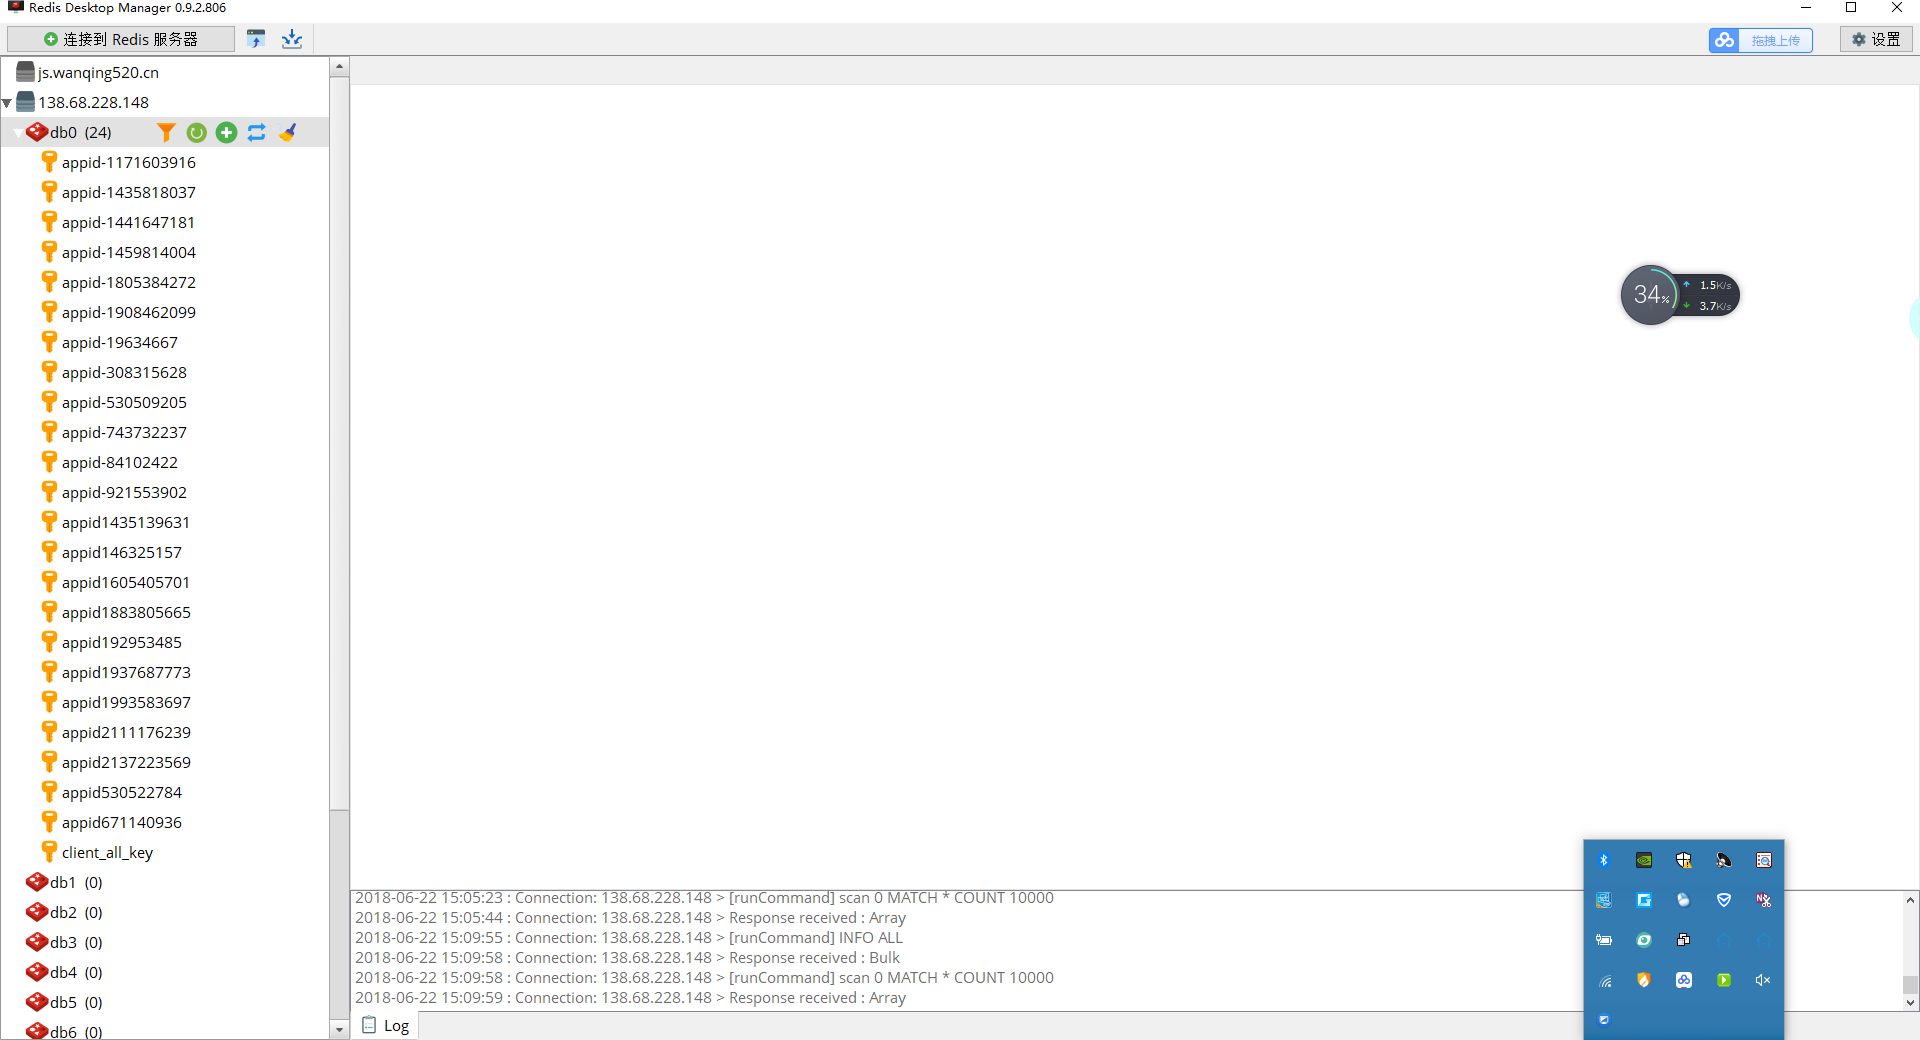 Redis Desktop Manager 0.9.2.806
连接到 Redis 服务器
拖拽上传
设置
js.wanqing520.cn
138.68.228.148
db0 (24)
appid-1171603916
appid-1435818037
appid-1441647181
appid-1459814004
appid-1805384272
appid-1908462099
appid-19634667
appid-308315628
appid-530509205
appid-743732237
appid-84102422
appid-921553902
appid1435139631
appid146325157
appid1605405701
appid1883805665
appid192953485
appid1937687773
appid1993583697
appid2111176239
appid2137223569
appid530522784
appid671140936
client_all_key
db1 (0)
db2 (0)
db3 (0)
db4 (0)
db5 (0)
db6 (0)
34%
1.5K/s
3.7K/s
2018-06-22 15:05:23 : Connection: 138.68.228.148 > [runCommand] scan 0 MATCH * COUNT 10000
2018-06-22 15:05:44 : Connection: 138.68.228.148 > Response received : Array
2018-06-22 15:09:55 : Connection: 138.68.228.148 > [runCommand] INFO ALL
2018-06-22 15:09:58 : Connection: 138.68.228.148 > Response received : Bulk
2018-06-22 15:09:58 : Connection: 138.68.228.148 > [runCommand] scan 0 MATCH * COUNT 10000
2018-06-22 15:09:59 : Connection: 138.68.228.148 > Response received : Array
Log